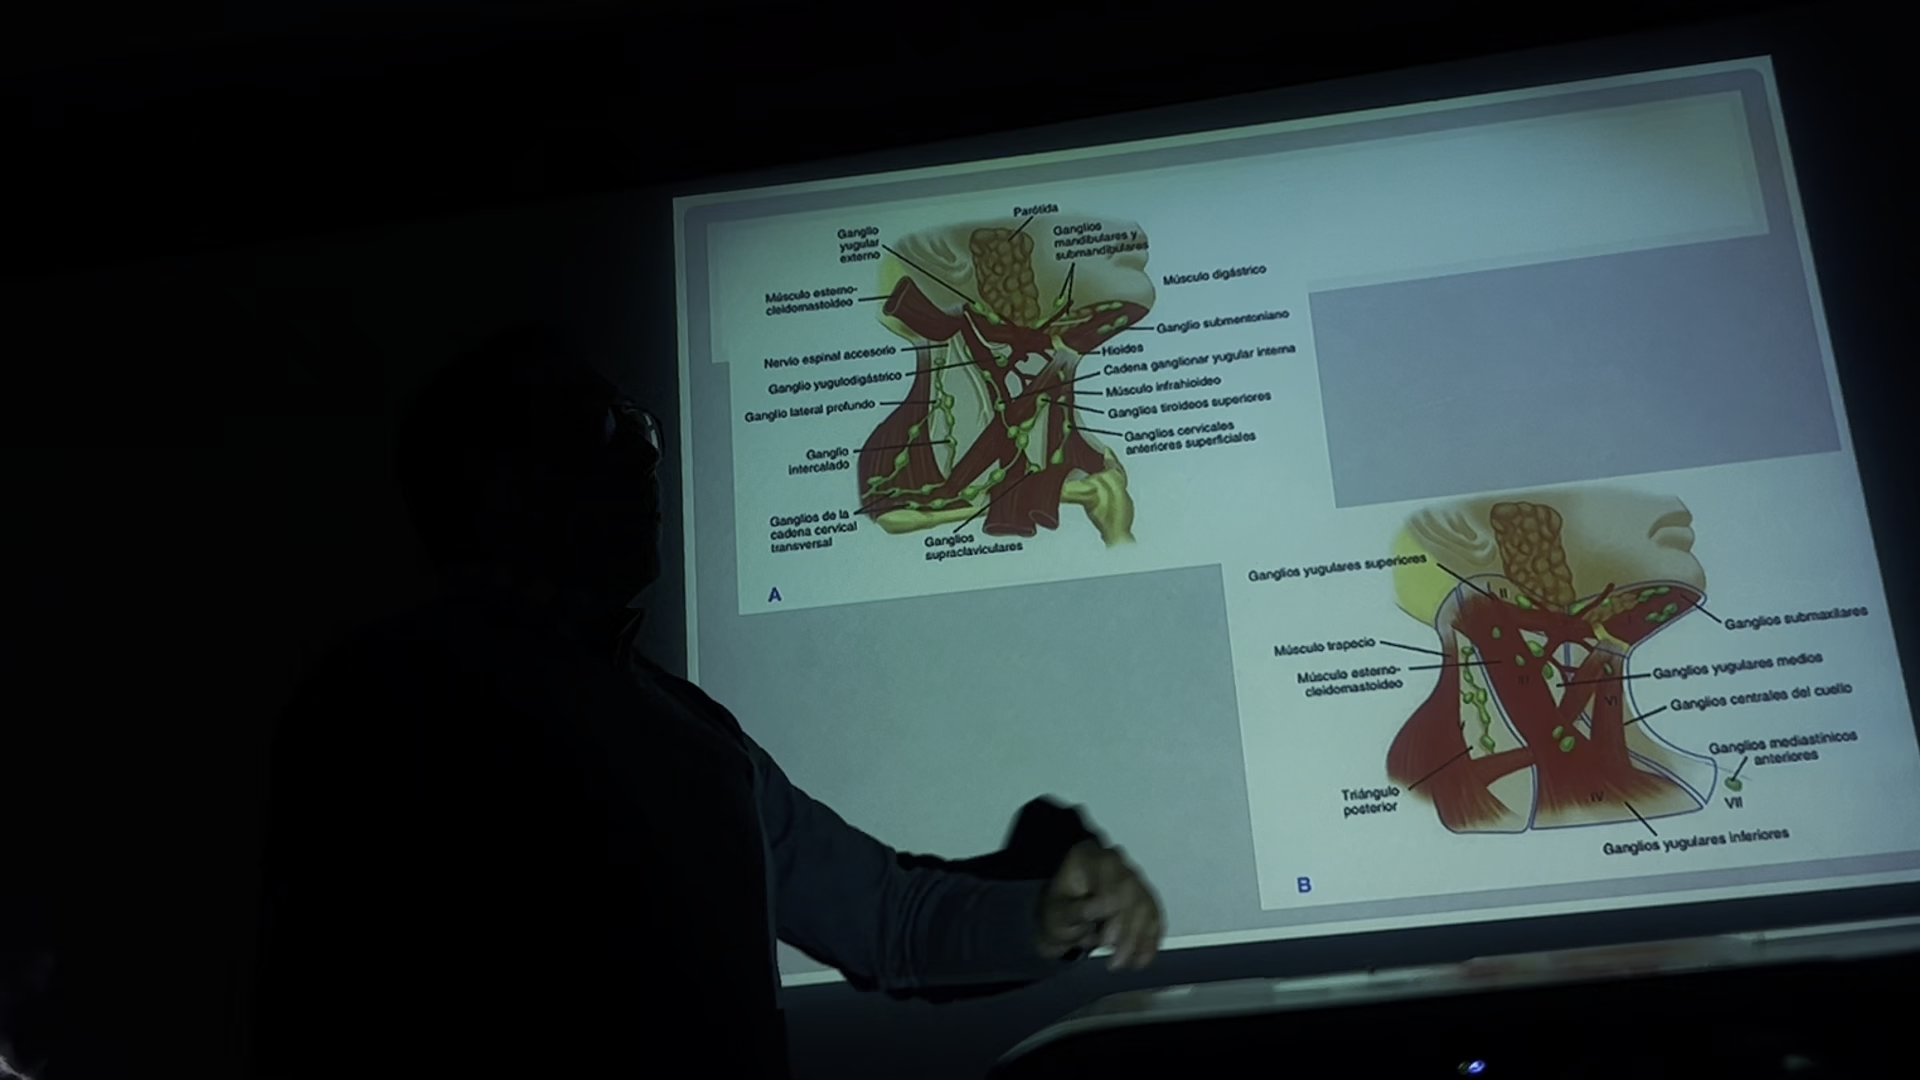 Parótida
Ganglio
yugular
externo
Ganglios
mandibulares y
submandibulares
Músculo digástrico
Músculo esterno-
cleidomastoideo
Ganglio submentoniano
Nervio espinal accesorio
Hioides
Cadena ganglionar yugular interna
Ganglio yugulodigástrico
Músculo infrahioideo
Ganglio lateral profundo
Ganglios tiroideos superiores
Ganglios cervicales
anteriores superficiales
Ganglio
intercalado
Ganglios de la
cadena cervical
transversal
Ganglios
supraclaviculares
A
Ganglios yugulares superiores
II
I
Ganglios submaxilares
Músculo trapecio
Músculo esterno-
cleidomastoideo
III
Ganglios yugulares medios
VI
Ganglios centrales del cuello
Ganglios mediastínicos
anteriores
VII
Triángulo
posterior
IV
Ganglios yugulares inferiores
B